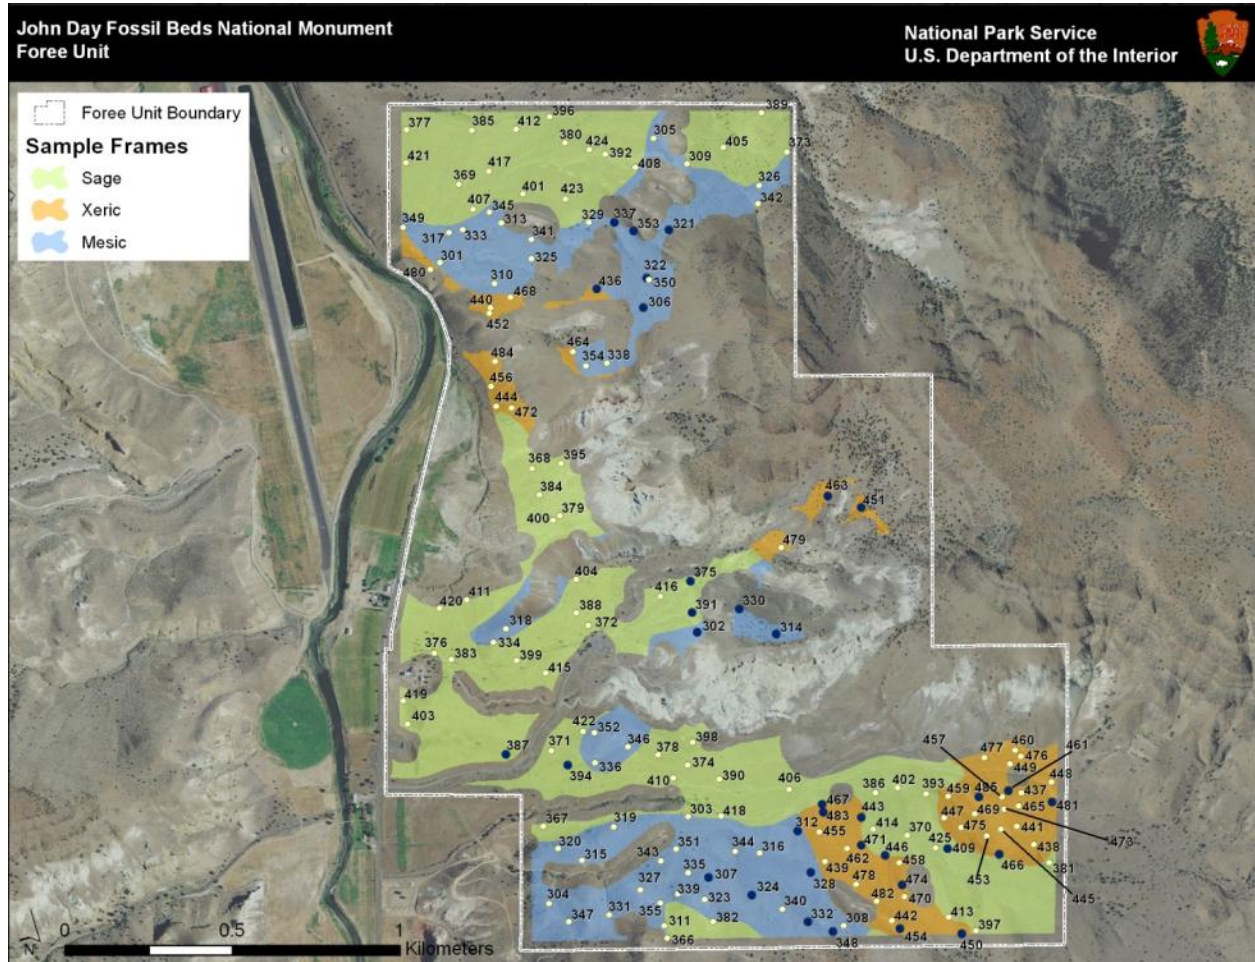 John Day Fossil Beds National Monument
Foree Unit
National Park Service
U.S. Department of the Interior
Foree Unit Boundary
Sample Frames
Sage
Xeric
Mesic
396 389
377 385 412 380 424 392 305 405 373
421 417 408 309
369 401 423 326
407 345 342
349 313 329 337 353 321
317 333 341
301 325
480 310 322 350
440 468 436 306
452
464
484 354 338
456
444 472
368 395
384
400 379
463
451
479
404 375
420 411 416
388 391 330
318 372 302 314
334
376 383 399
415
419
403
422 352
387 371 346 378 398
394 336 374
410 390 406
457 477 460 476 461
449
386 402 393 459 485 437 448
367 319 303 418 467 483 443 447 469 465 481
312 455 414 370 475 441 473
320 315 343 351 344 316 471 446 425 409 438
335 439 462 458 453 466 381
327 307 328 478 474 445
304 339 323 324 482 470
347 331 355 340
311 382 332 308 442 413 397
366 348 454 450
N
0 0.5 1
Kilometers